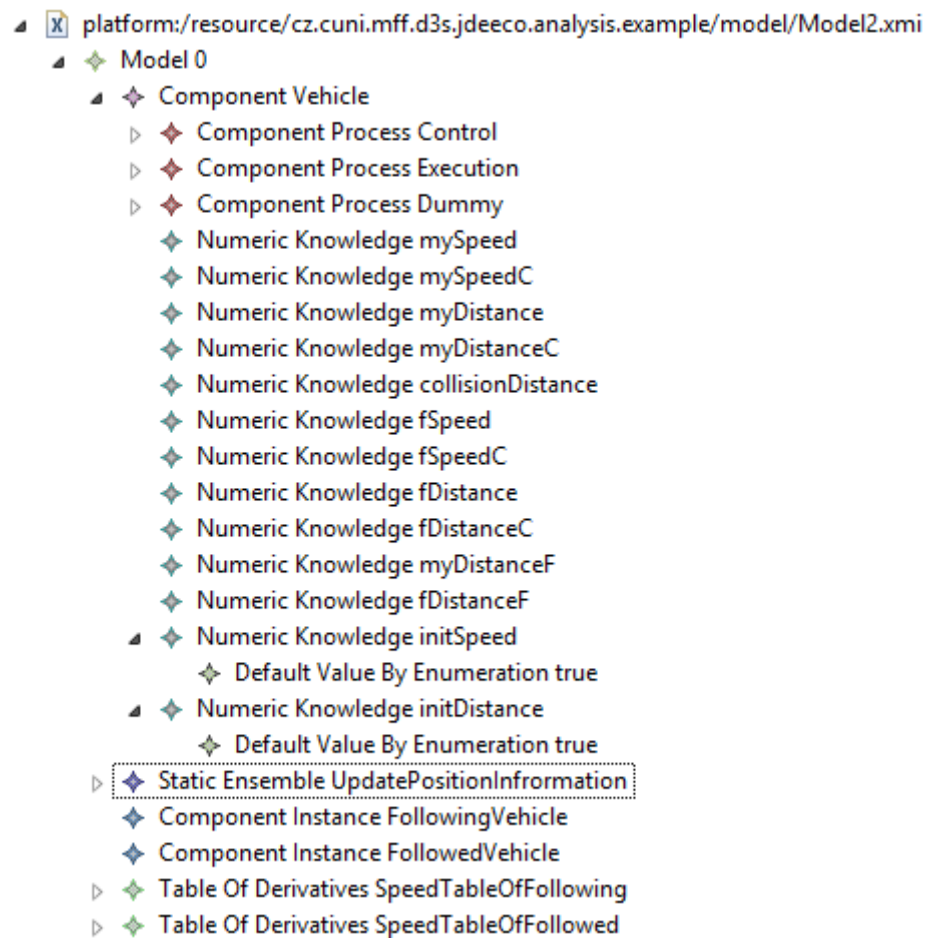 platform:/resource/cz.cuni.mff.d3s.jdeeco.analysis.example/model/Model2.xmi
Model 0
Component Vehicle
Component Process Control
Component Process Execution
Component Process Dummy
Numeric Knowledge mySpeed
Numeric Knowledge mySpeedC
Numeric Knowledge myDistance
Numeric Knowledge myDistanceC
Numeric Knowledge collisionDistance
Numeric Knowledge fSpeed
Numeric Knowledge fSpeedC
Numeric Knowledge fDistance
Numeric Knowledge fDistanceC
Numeric Knowledge myDistanceF
Numeric Knowledge fDistanceF
Numeric Knowledge initSpeed
Default Value By Enumeration true
Numeric Knowledge initDistance
Default Value By Enumeration true
Static Ensemble UpdatePositionInfrormation
Component Instance FollowingVehicle
Component Instance FollowedVehicle
Table Of Derivatives SpeedTableOfFollowing
Table Of Derivatives SpeedTableOfFollowed